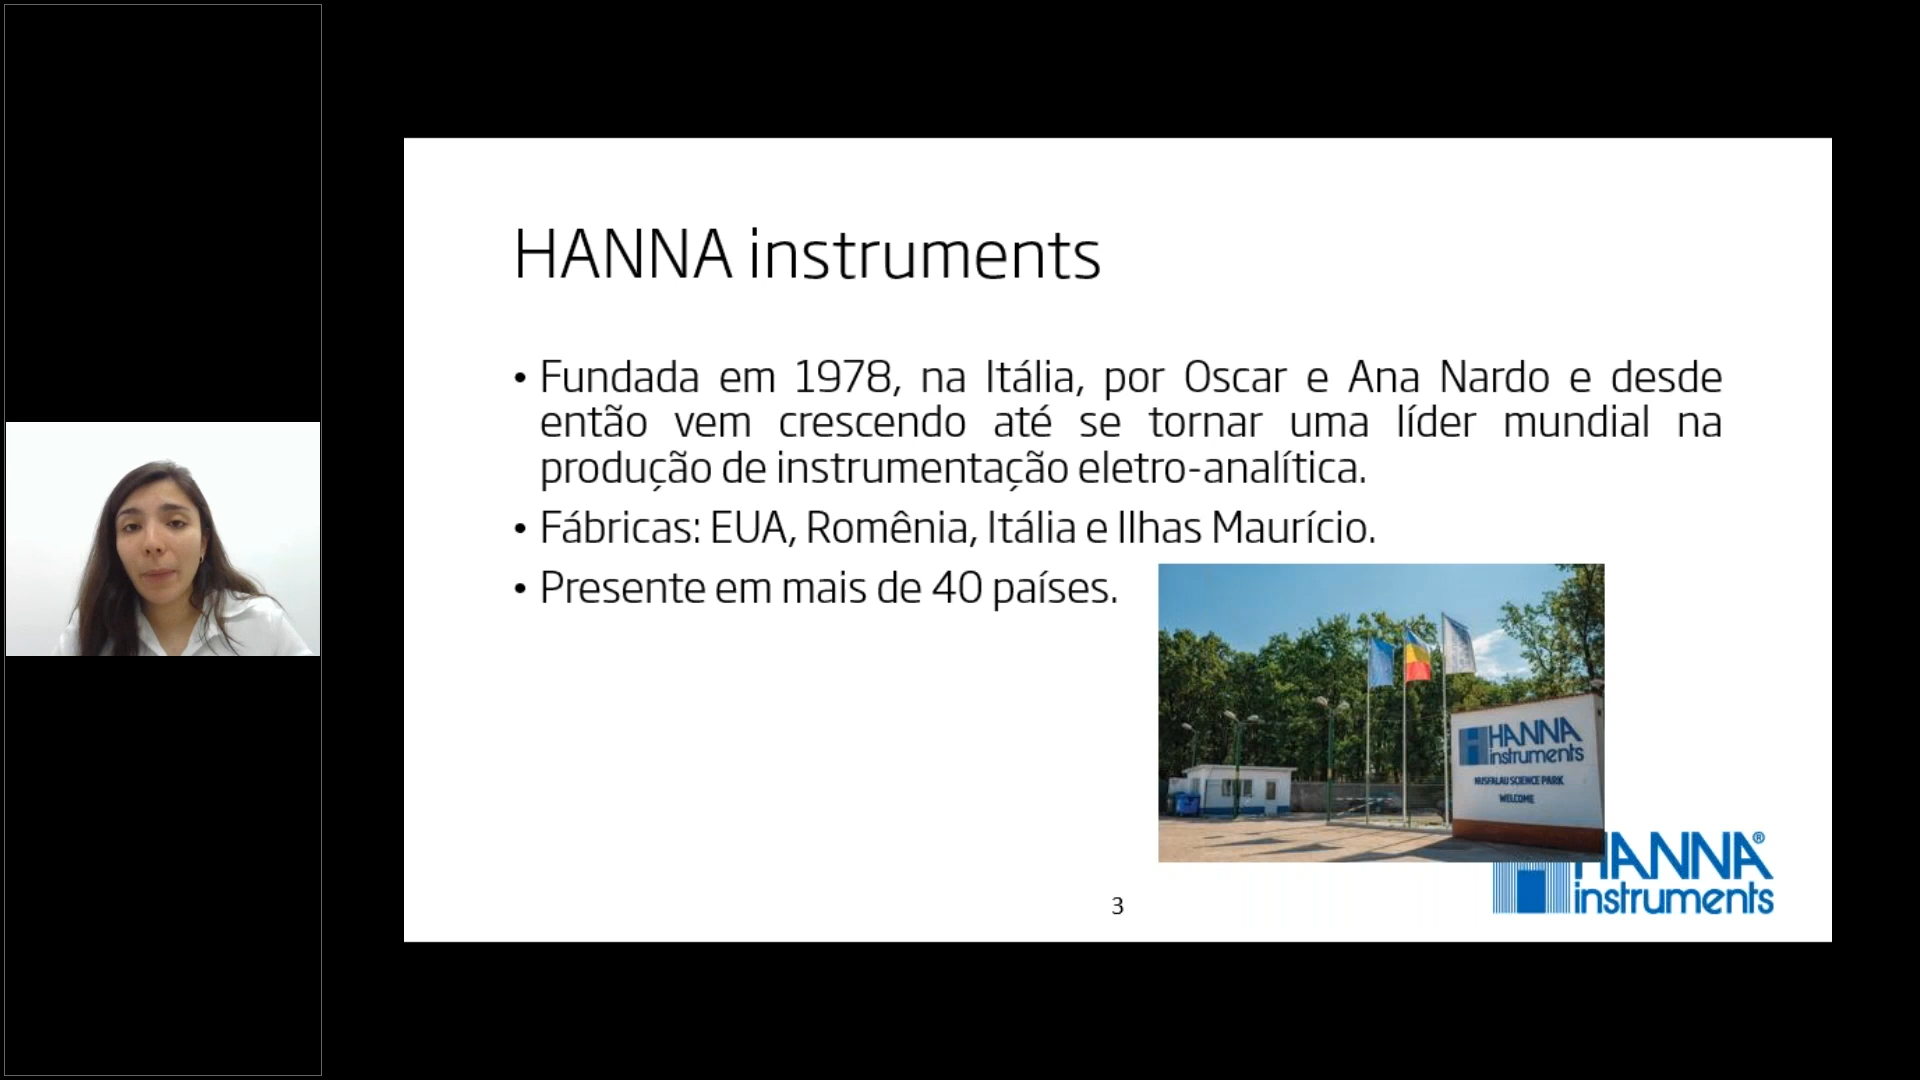 HANNA instruments
• Fundada em 1978, na Itália, por Oscar e Ana Nardo e desde
então vem crescendo até se tornar uma líder mundial na
produção de instrumentação eletro-analítica.
• Fábricas: EUA, Romênia, Itália e Ilhas Maurício.
• Presente em mais de 40 países.
HANNA
instruments
NUSFALAU SCIENCE PARK
WELCOME
HANNA®
instruments
3